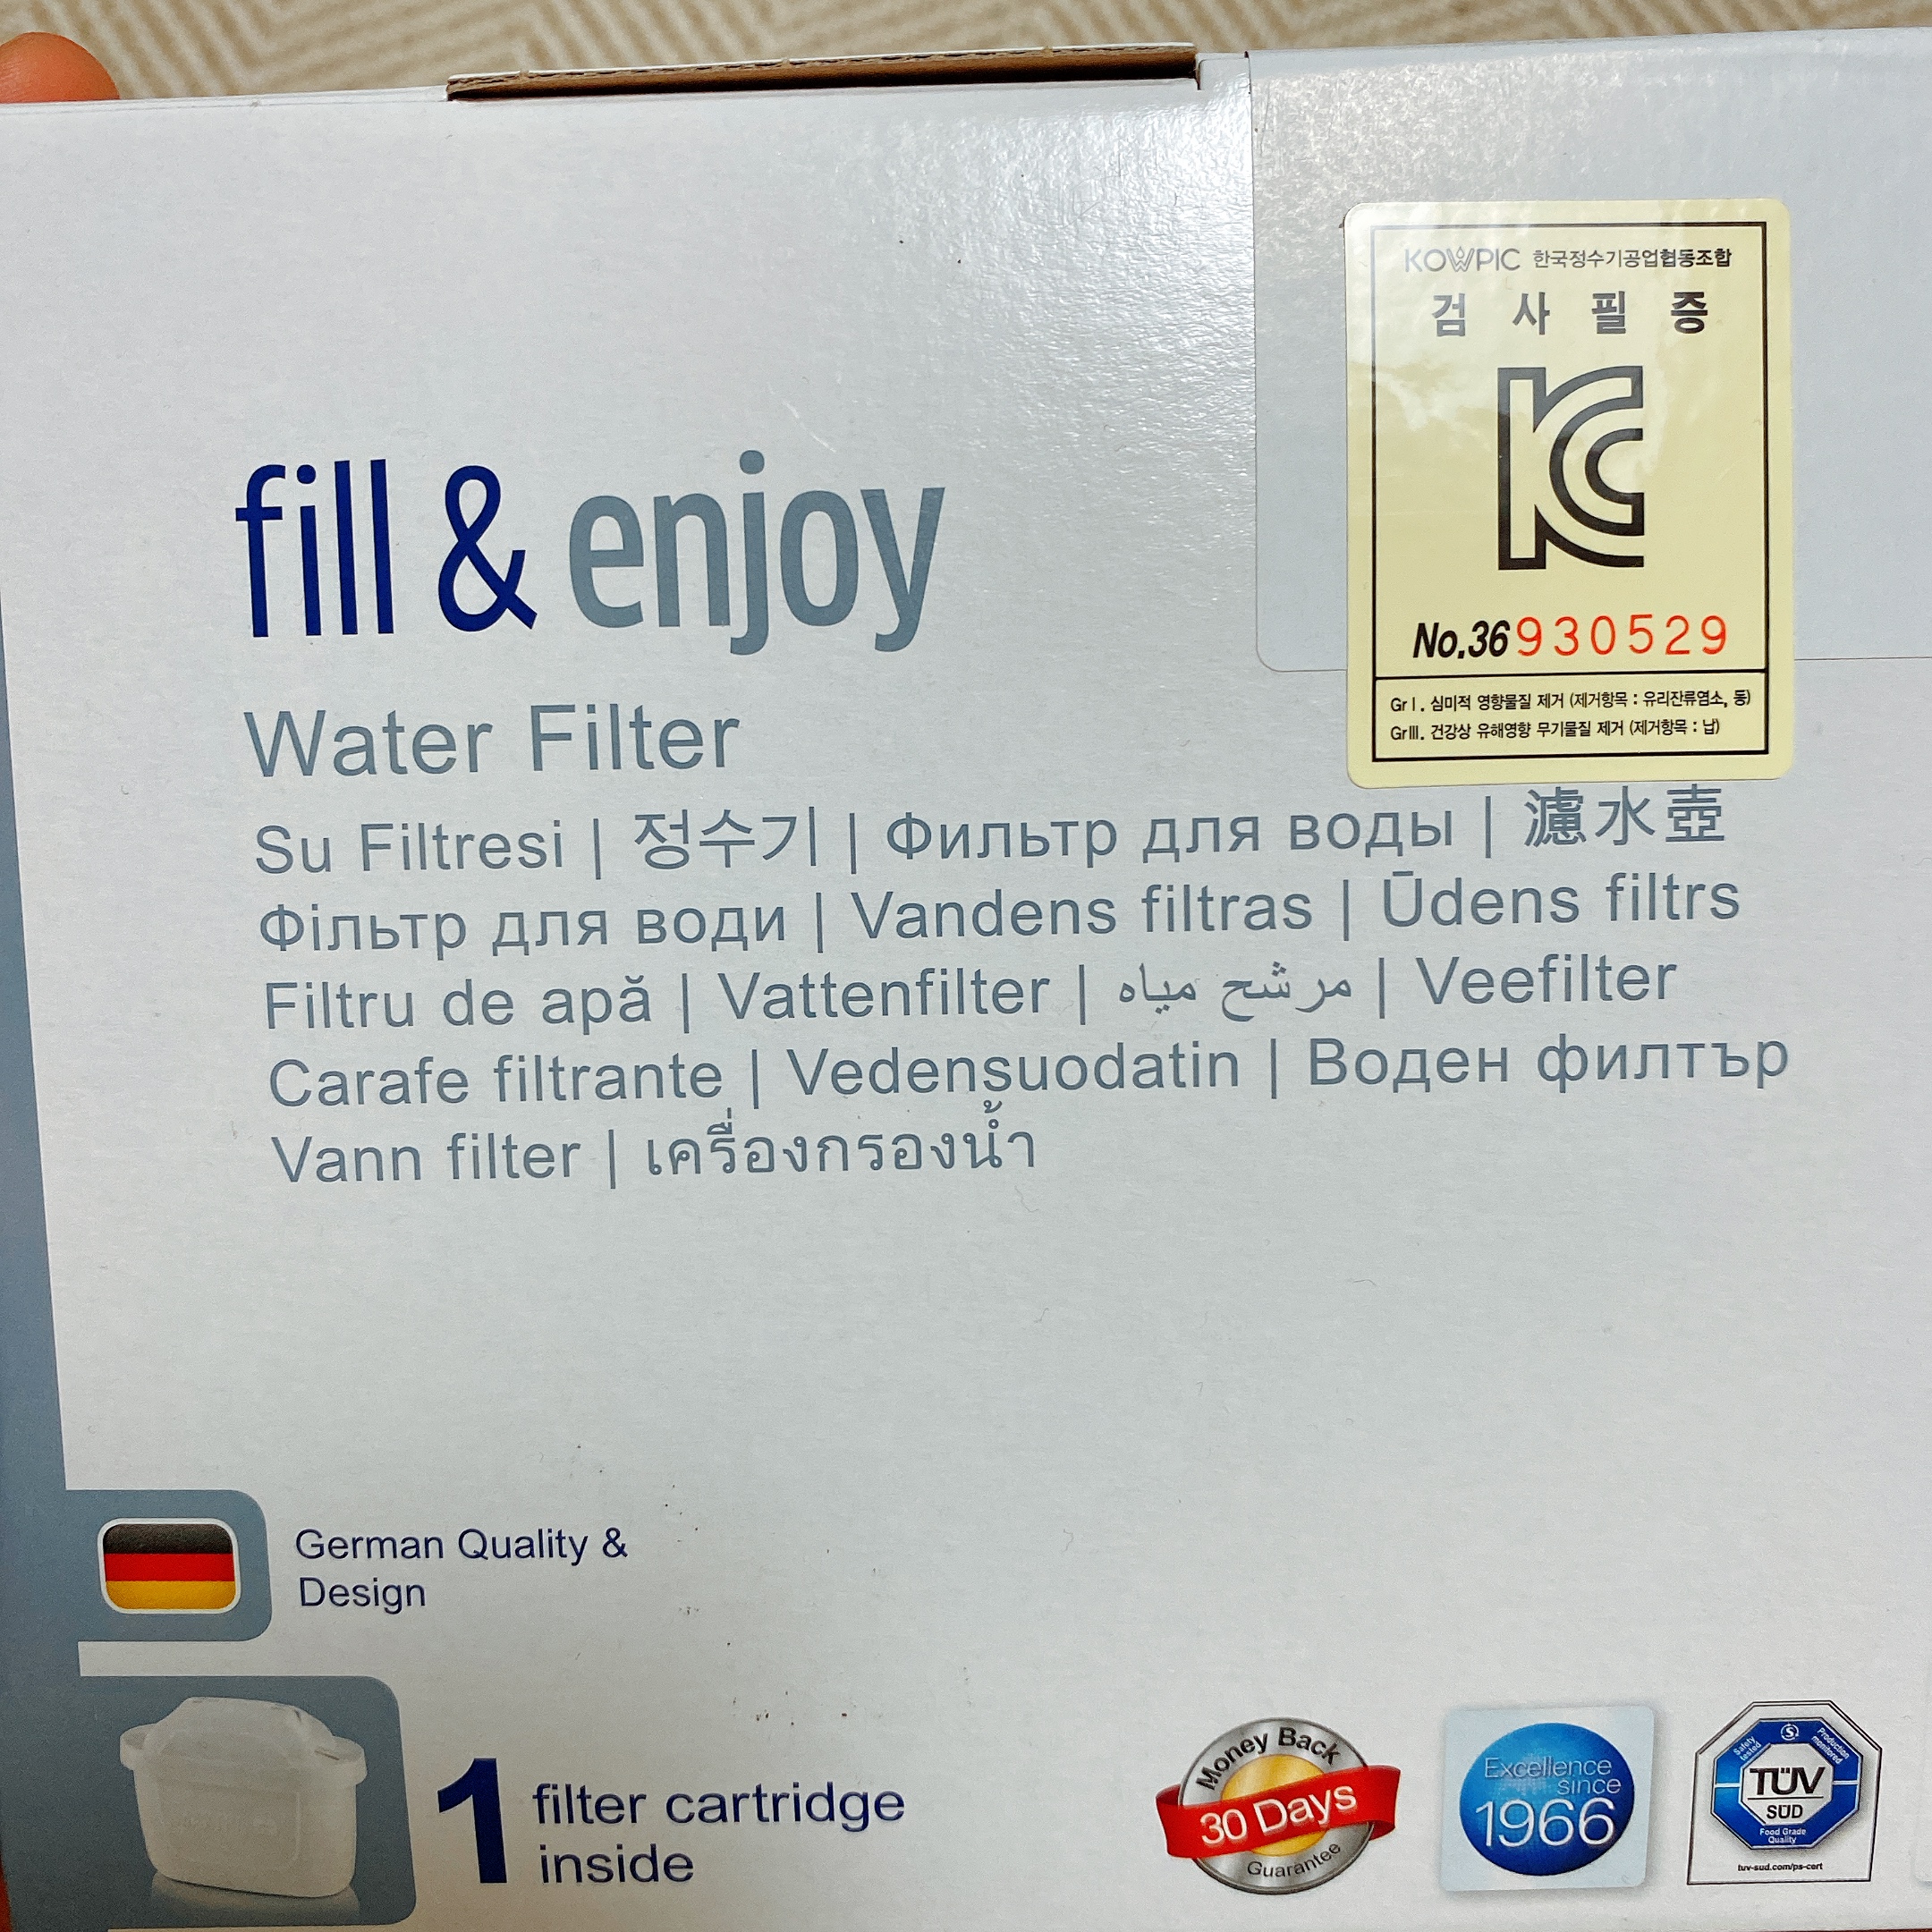 KOWPIC 한국정수기공업협동조합
검 사 필 증
KC
No.36930529
GrⅠ. 심미적 영향물질 제거 (제거항목 : 유리잔류염소, 동)
GrⅢ. 건강상 유해영향 무기물질 제거 (제거항목 : 납)
fill & enjoy
Water Filter
Su Filtresi | 정수기 | Фильтр для воды | 濾水壺
Фільтр для води | Vandens filtras | Ūdens filtrs
Filtru de apă | Vattenfilter | مرشح مياه | Veefilter
Carafe filtrante | Vedensuodatin | Воден филтър
Vann filter | เครื่องกรองน้ำ
German Quality &
Design
1 filter cartridge
inside
Money Back
30 Days
Guarantee
Excellence
since
1966
Safety tested
Production monitored
TÜV
SÜD
Food Grade
Quality
tuv-sud.com/ps-cert